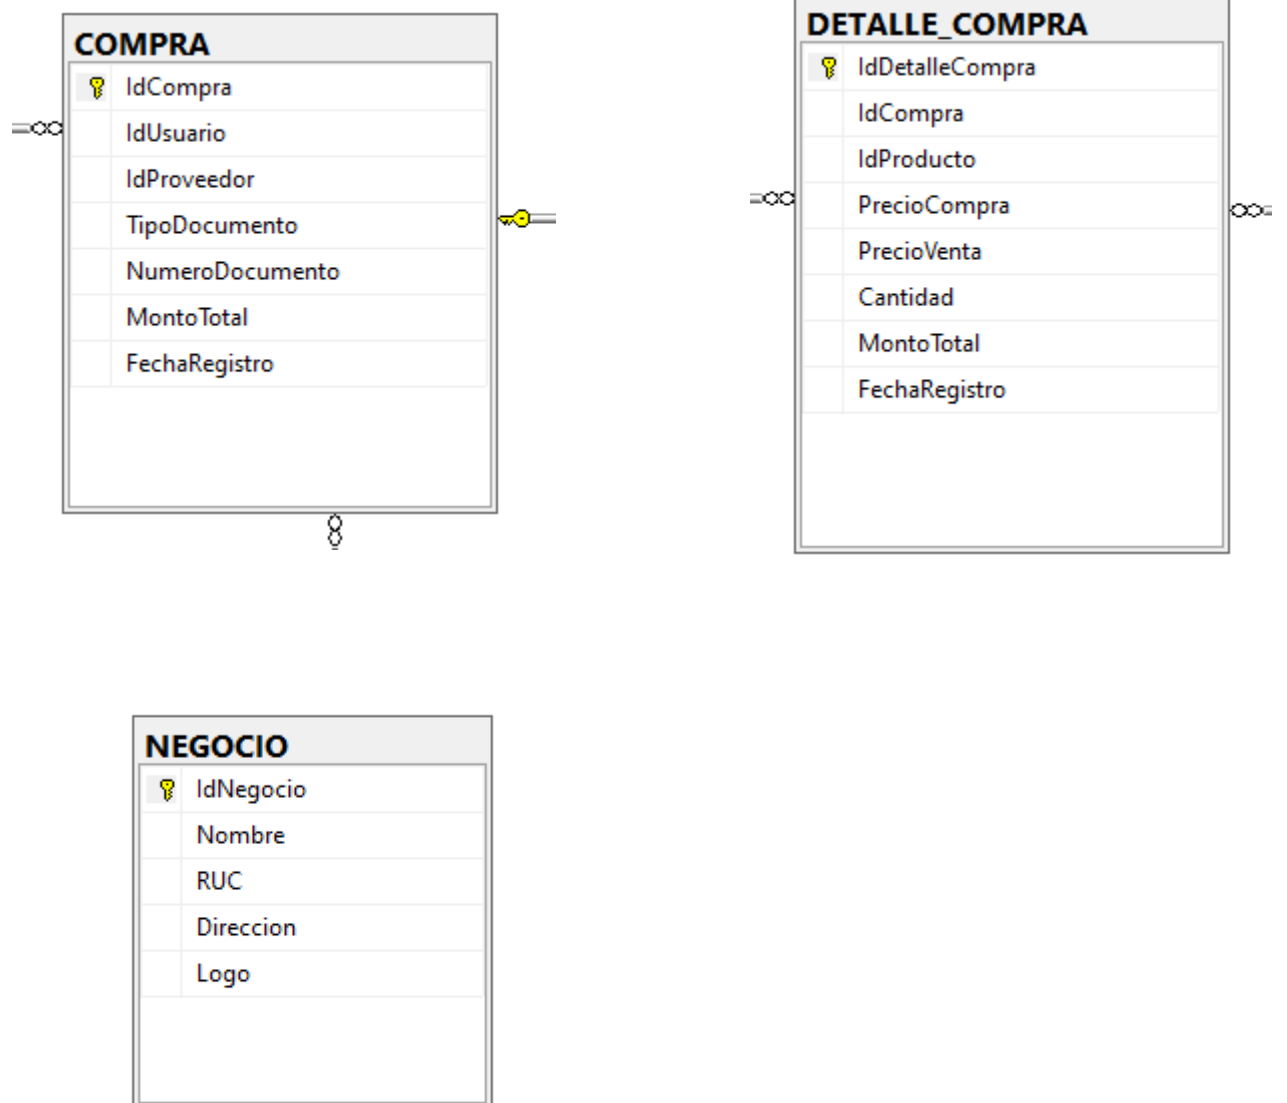 COMPRA
IdCompra
IdUsuario
IdProveedor
TipoDocumento
NumeroDocumento
MontoTotal
FechaRegistro
DETALLE_COMPRA
IdDetalleCompra
IdCompra
IdProducto
PrecioCompra
PrecioVenta
Cantidad
MontoTotal
FechaRegistro
NEGOCIO
IdNegocio
Nombre
RUC
Direccion
Logo